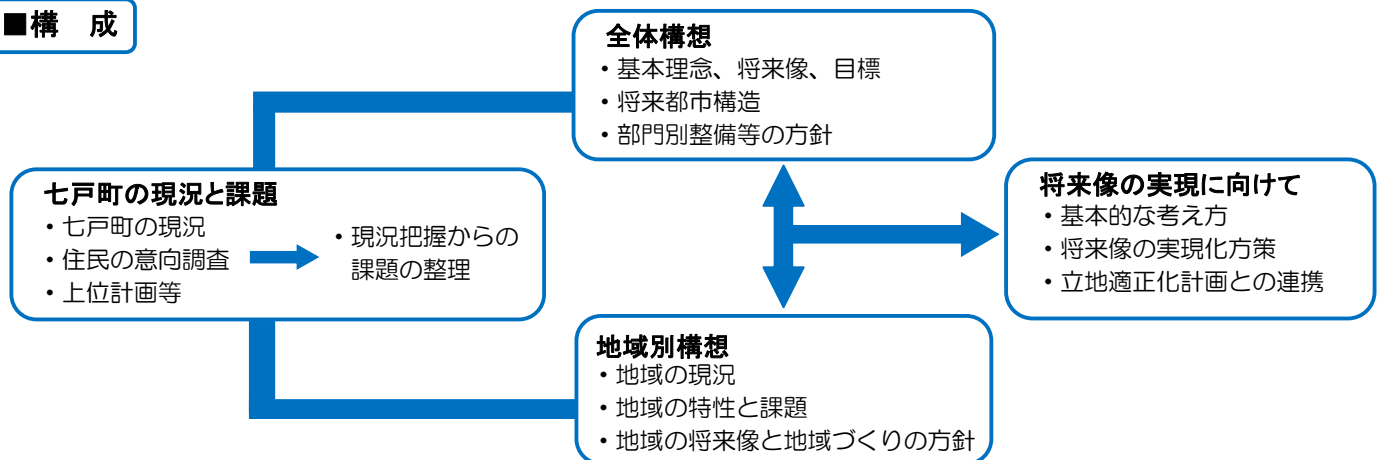 ■構　成
全体構想
・基本理念、将来像、目標
・将来都市構造
・部門別整備等の方針
七戸町の現況と課題
・七戸町の現況
・住民の意向調査
・上位計画等
・現況把握からの
課題の整理
将来像の実現に向けて
・基本的な考え方
・将来像の実現化方策
・立地適正化計画との連携
地域別構想
・地域の現況
・地域の特性と課題
・地域の将来像と地域づくりの方針